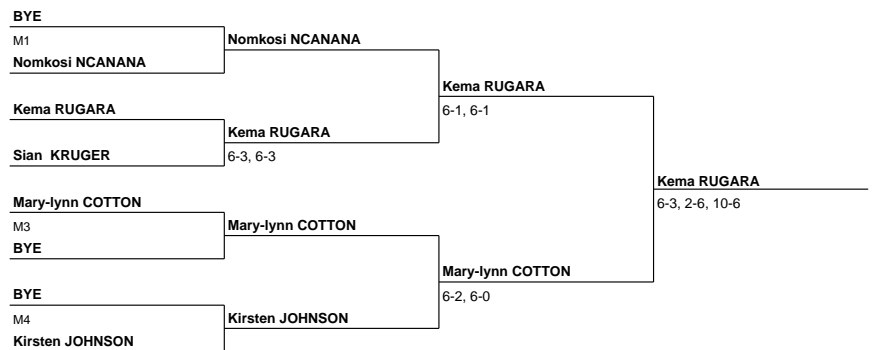 BYE
M1
Nomkosi NCANANA
Nomkosi NCANANA
Kema RUGARA
Sian KRUGER
Kema RUGARA
6-3, 6-3
Kema RUGARA
6-1, 6-1
Mary-lynn COTTON
M3
BYE
Mary-lynn COTTON
BYE
M4
Kirsten JOHNSON
Kirsten JOHNSON
Mary-lynn COTTON
6-2, 6-0
Kema RUGARA
6-3, 2-6, 10-6